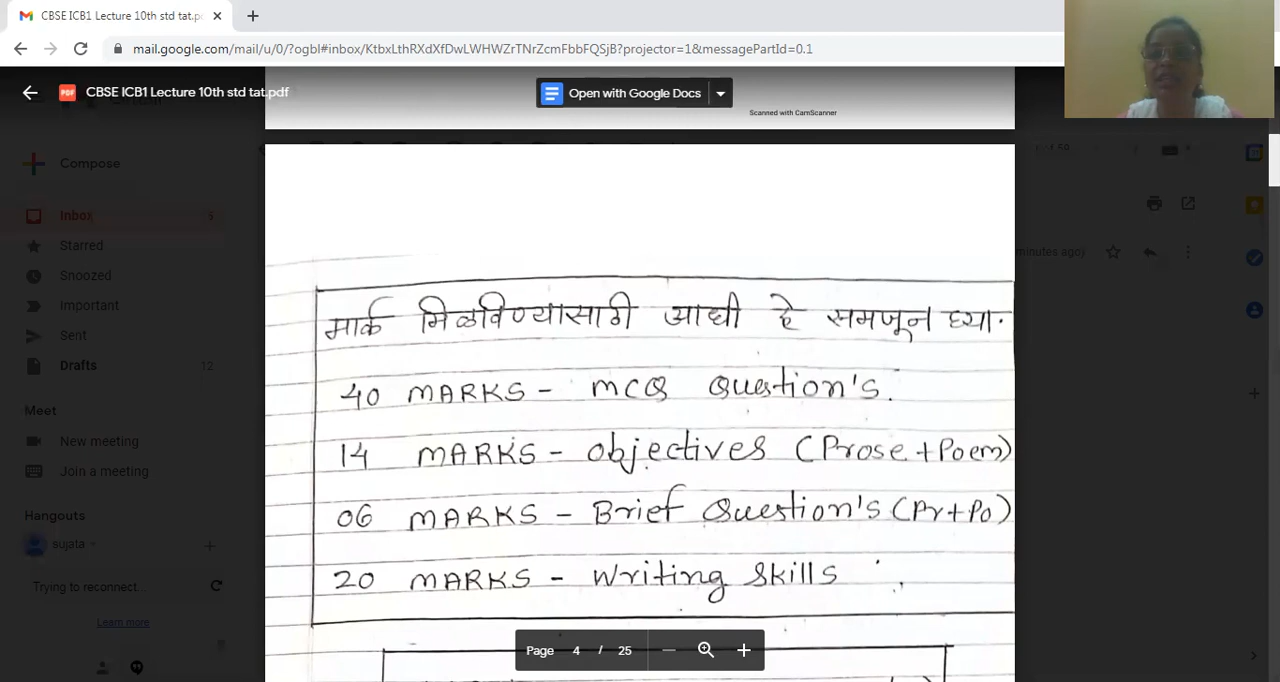 CBSE ICB1 Lecture 10th std tat.p
mail.google.com/mail/u/0/?ogbl#inbox/KtbxLthRXdXfDwLWHWZrTNrZcmFbbFQSjB?projector=1&messagePartId=0.1
CBSE ICB1 Lecture 10th std tat.pdf
Open with Google Docs
Scanned with CamScanner
Compose
Inbox
Starred
minutes ago)
Snoozed
Important
Sent
Drafts 12
Meet
New meeting
Join a meeting
Hangouts
sujata
Trying to reconnect...
Learn more
मार्क मिळविण्यासाठी आधी हे समजून घ्या.
40 MARKS - MCQ Question's.
14 MARKS - Objectives (Prose+Poem)
06 MARKS - Brief Question's (Pr+Po)
20 MARKS - Writing Skills
Page 4 / 25